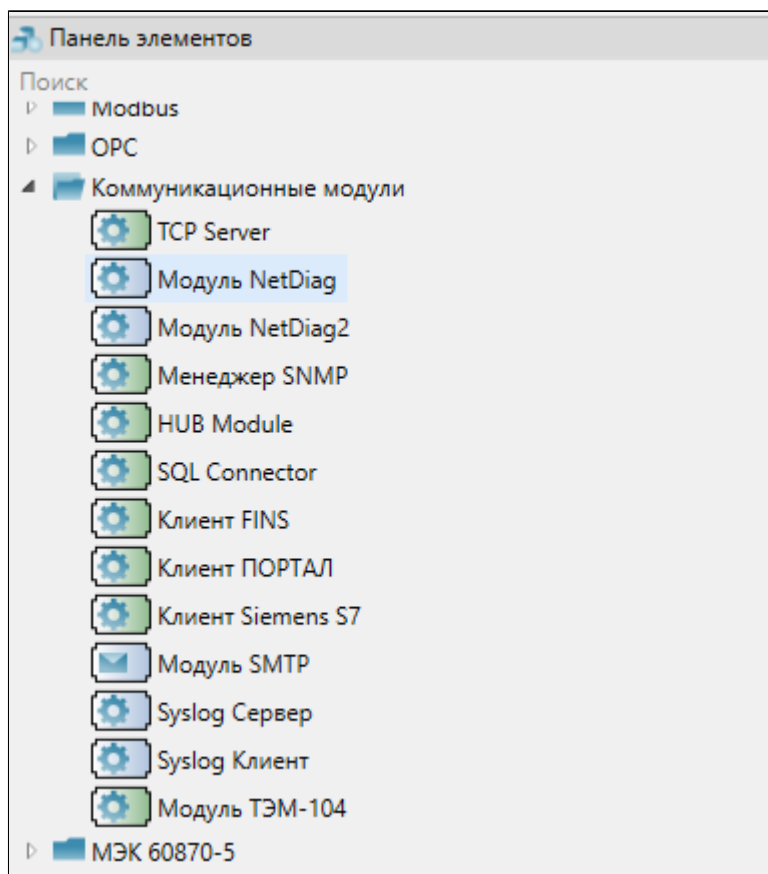 Панель элементов
Поиск
Modbus
OPC
Коммуникационные модули
TCP Server
Модуль NetDiag
Модуль NetDiag2
Менеджер SNMP
HUB Module
SQL Connector
Клиент FINS
Клиент ПОРТАЛ
Клиент Siemens S7
Модуль SMTP
Syslog Сервер
Syslog Клиент
Модуль ТЭМ-104
МЭК 60870-5